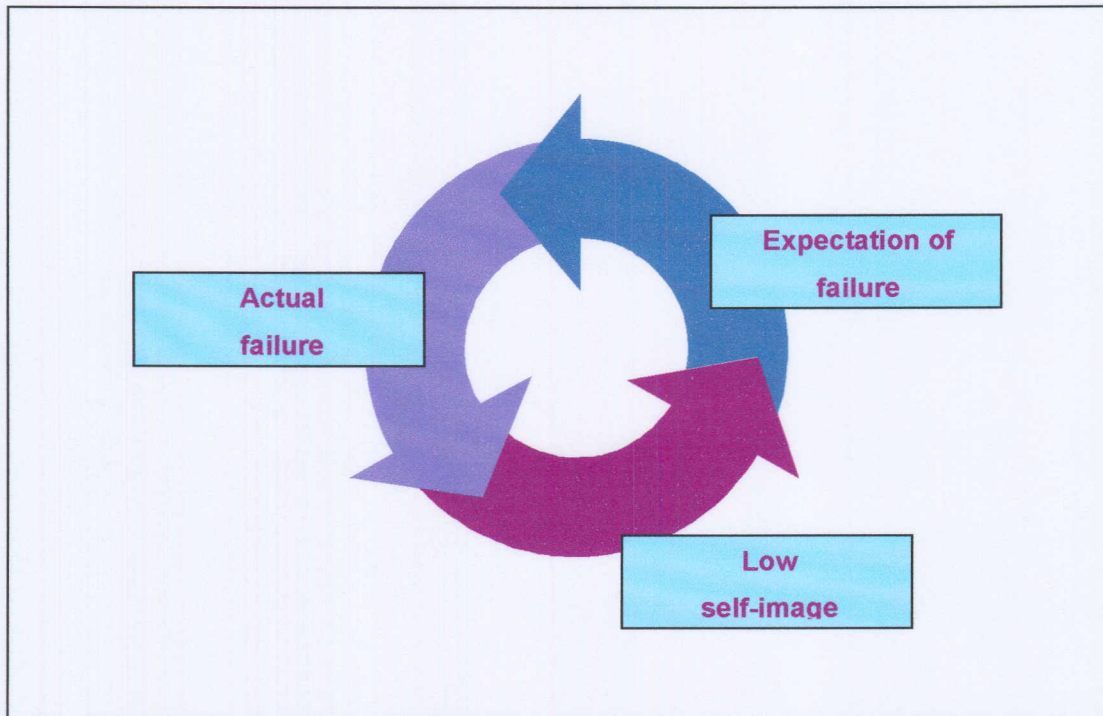 Expectation of
failure
Actual
failure
Low
self-image